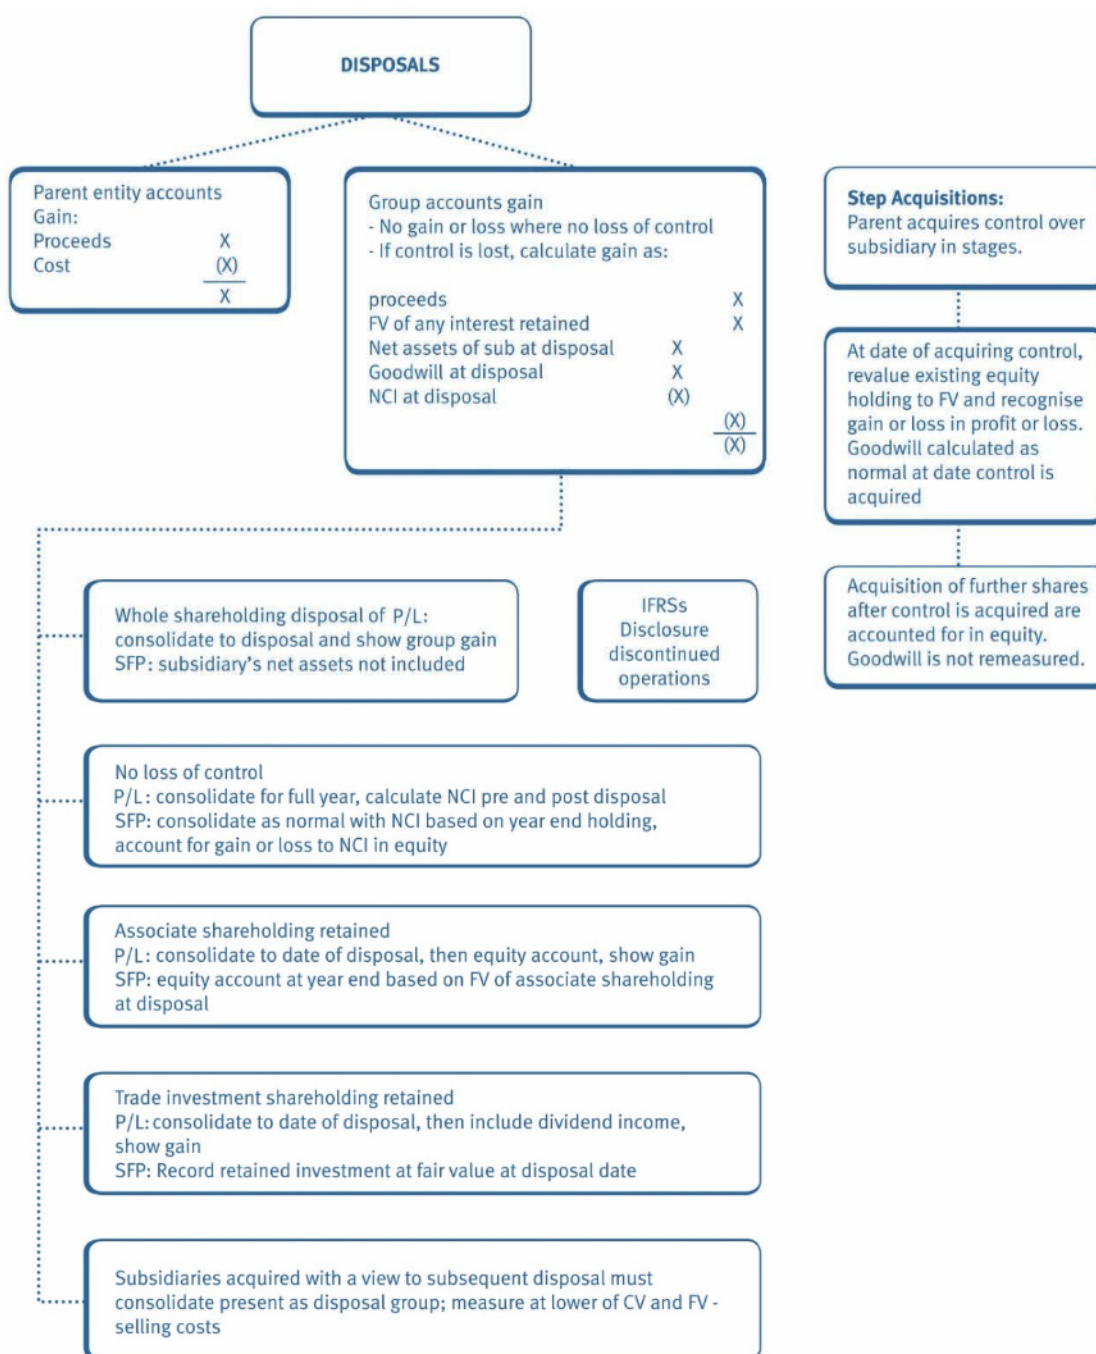 DISPOSALS
Parent entity accounts
Gain:
Proceeds X
Cost (X)
X
Group accounts gain
- No gain or loss where no loss of control
- If control is lost, calculate gain as:
proceeds X
FV of any interest retained X
Net assets of sub at disposal X
Goodwill at disposal X
NCI at disposal (X)
(X)
(X)
Step Acquisitions:
Parent acquires control over
subsidiary in stages.
At date of acquiring control,
revalue existing equity
holding to FV and recognise
gain or loss in profit or loss.
Goodwill calculated as
normal at date control is
acquired
Acquisition of further shares
after control is acquired are
accounted for in equity.
Goodwill is not remeasured.
Whole shareholding disposal of P/L:
consolidate to disposal and show group gain
SFP: subsidiary's net assets not included
IFRSs
Disclosure
discontinued
operations
No loss of control
P/L: consolidate for full year, calculate NCI pre and post disposal
SFP: consolidate as normal with NCI based on year end holding,
account for gain or loss to NCI in equity
Associate shareholding retained
P/L: consolidate to date of disposal, then equity account, show gain
SFP: equity account at year end based on FV of associate shareholding
at disposal
Trade investment shareholding retained
P/L: consolidate to date of disposal, then include dividend income,
show gain
SFP: Record retained investment at fair value at disposal date
Subsidiaries acquired with a view to subsequent disposal must
consolidate present as disposal group; measure at lower of CV and FV -
selling costs